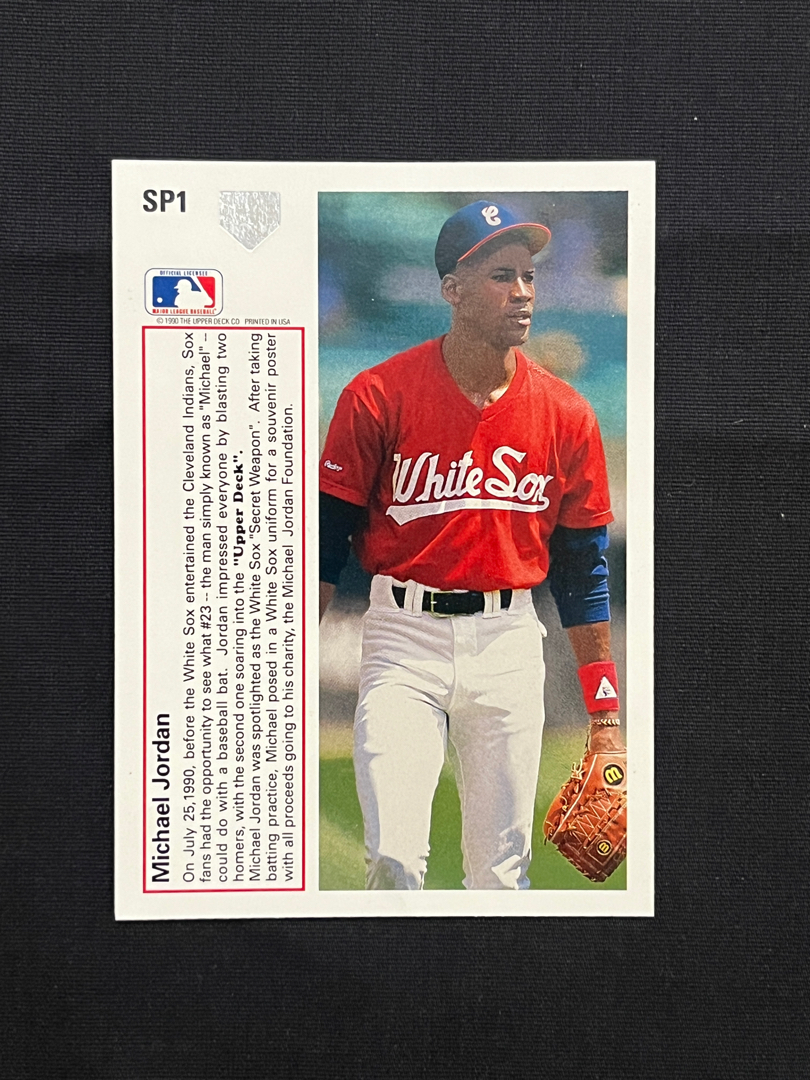 SP1
OFFICIAL LICENSEE
MAJOR LEAGUE BASEBALL
© 1990 THE UPPER DECK CO. PRINTED IN USA
Michael Jordan
On July 25,1990, before the White Sox entertained the Cleveland Indians, Sox
fans had the opportunity to see what #23 -- the man simply known as "Michael" --
could do with a baseball bat. Jordan impressed everyone by blasting two
homers, with the second one soaring into the "Upper Deck".
Michael Jordan was spotlighted as the White Sox "Secret Weapon". After taking
batting practice, Michael posed in a White Sox uniform for a souvenir poster
with all proceeds going to his charity, the Michael Jordan Foundation.
C
White Sox
Rawlings